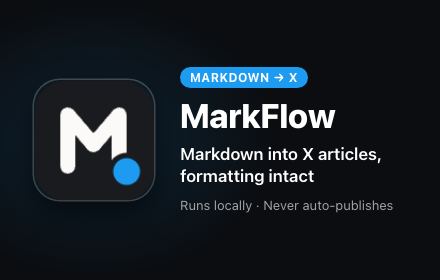 MARKDOWN → X
M
MarkFlow
Markdown into X articles,
formatting intact
Runs locally · Never auto-publishes